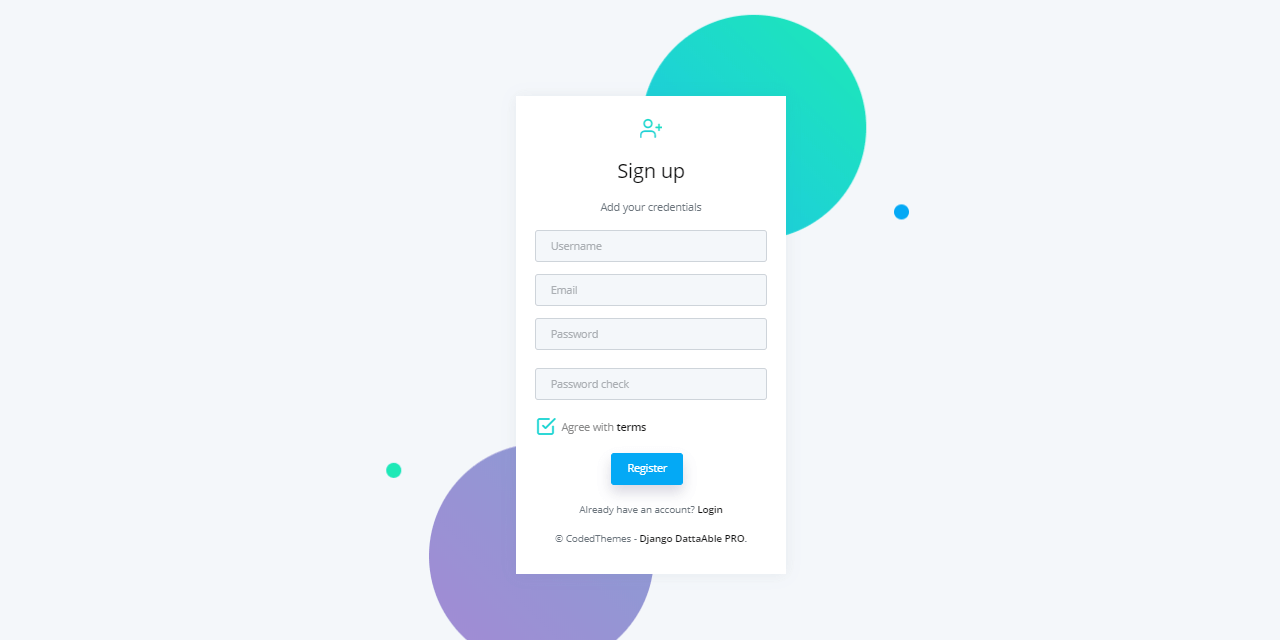 Sign up
Add your credentials
Username
Email
Password
Password check
Agree with terms
Register
Already have an account? Login
© CodedThemes - Django DattaAble PRO.